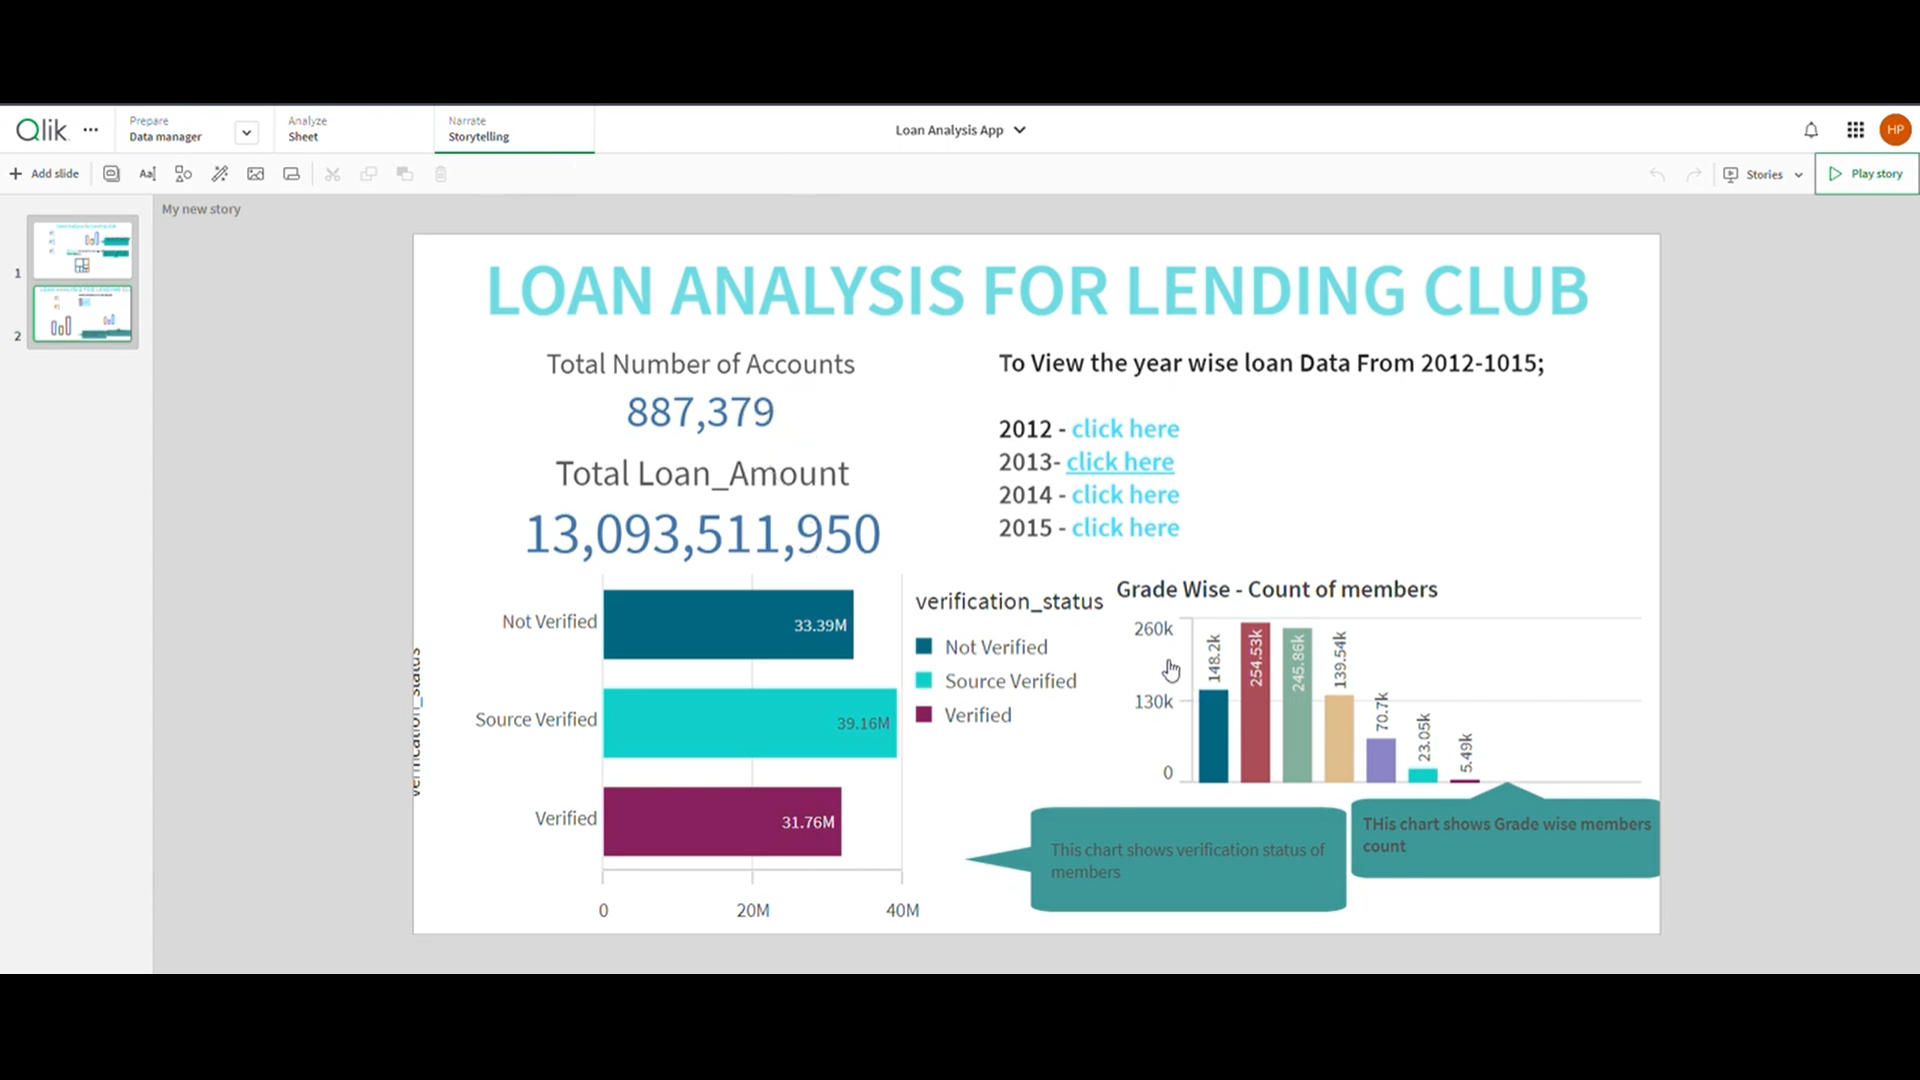 Qlik
Prepare
Data manager
Analyze
Sheet
Narrate
Storytelling
Loan Analysis App
HP
Add slide
Aa
Stories
Play story
My new story
1
2
LOAN ANALYSIS FOR LENDING CLUB
Total Number of Accounts
887,379
Total Loan_Amount
13,093,511,950
To View the year wise loan Data From 2012-1015;
2012 - click here
2013- click here
2014 - click here
2015 - click here
verification_status
Not Verified
33.39M
Source Verified
39.16M
Verified
31.76M
0
20M
40M
verification_status
Not Verified
Source Verified
Verified
Grade Wise - Count of members
260k
130k
0
148.2k
254.53k
245.86k
139.54k
70.7k
23.05k
5.49k
This chart shows verification status of
members
THis chart shows Grade wise members
count